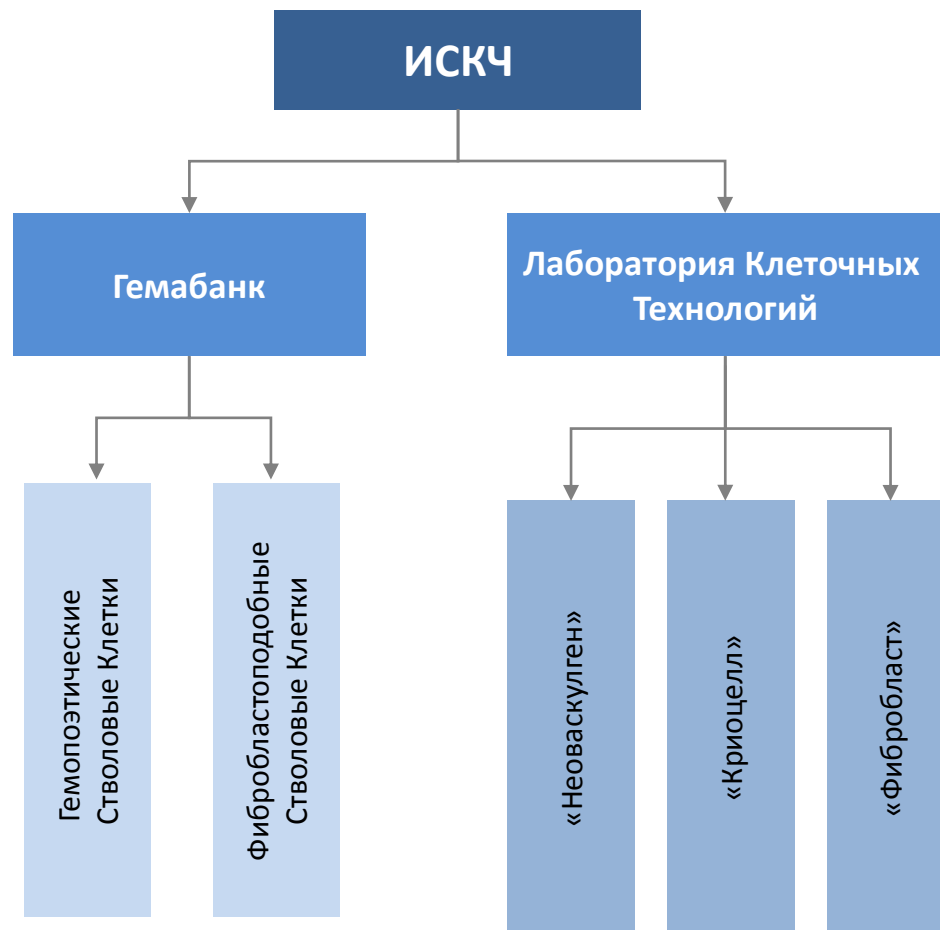 ИСКЧ
Гемабанк
Лаборатория Клеточных
Технологий
Гемопоэтические
Стволовые Клетки
Фибробластоподобные
Стволовые Клетки
«Неоваскулген»
«Криоцелл»
«Фибробласт»